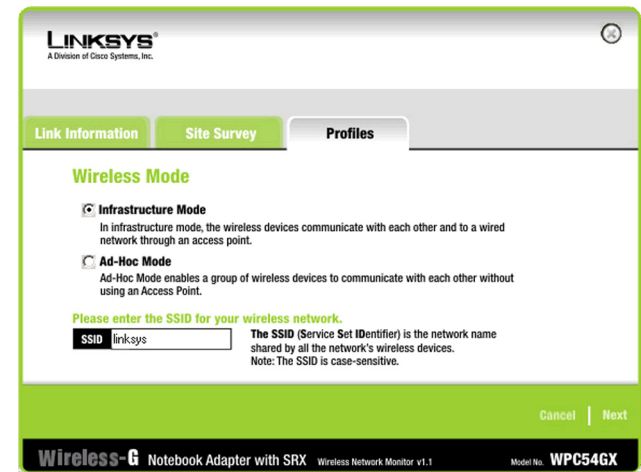 LINKSYS®
A Division of Cisco Systems, Inc.
Link Information Site Survey Profiles
Wireless Mode
Infrastructure Mode
In infrastructure mode, the wireless devices communicate with each other and to a wired
network through an access point.
Ad-Hoc Mode
Ad-Hoc Mode enables a group of wireless devices to communicate with each other without
using an Access Point.
Please enter the SSID for your wireless network.
SSID linksys
The SSID (Service Set IDentifier) is the network name
shared by all the network's wireless devices.
Note: The SSID is case-sensitive.
Cancel | Next
Wireless-G Notebook Adapter with SRX Wireless Network Monitor v1.1 Model No. WPC54GX